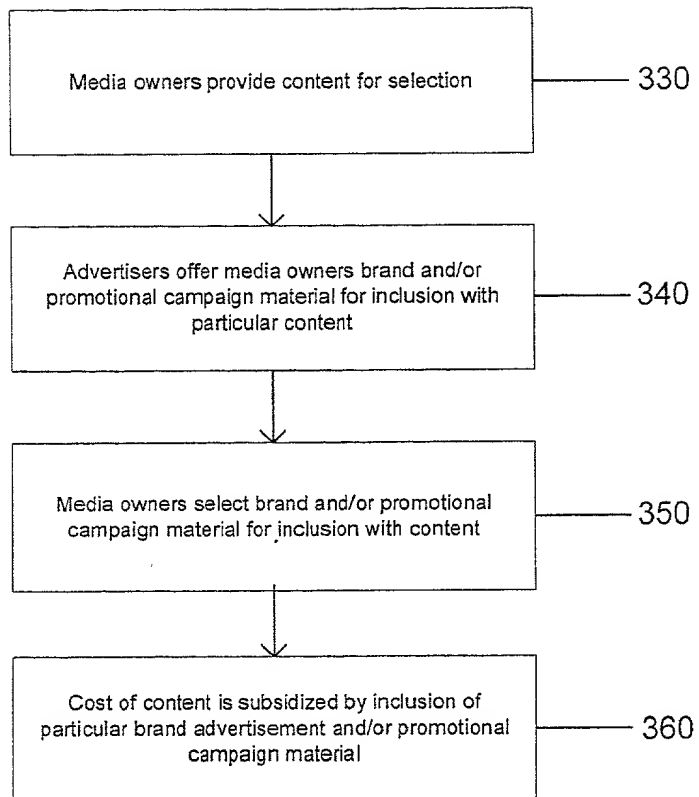 Media owners provide content for selection
330
Advertisers offer media owners brand and/or
promotional campaign material for inclusion with
particular content
340
Media owners select brand and/or promotional
campaign material for inclusion with content
350
Cost of content is subsidized by inclusion of
particular brand advertisement and/or promotional
campaign material
360